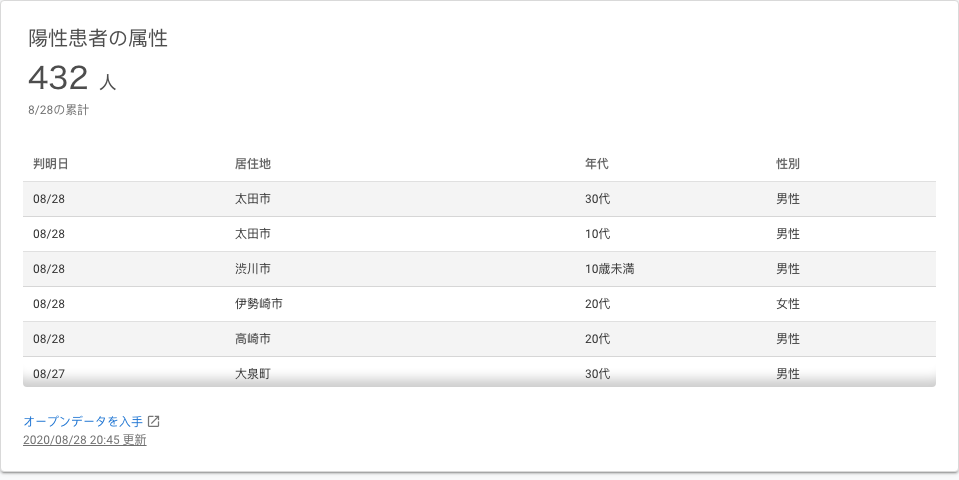 陽性患者の属性
432 人
8/28の累計
判明日 居住地 年代 性別
08/28 太田市 30代 男性
08/28 太田市 10代 男性
08/28 渋川市 10歳未満 男性
08/28 伊勢崎市 20代 女性
08/28 高崎市 20代 男性
08/27 大泉町 30代 男性
オープンデータを入手
2020/08/28 20:45 更新